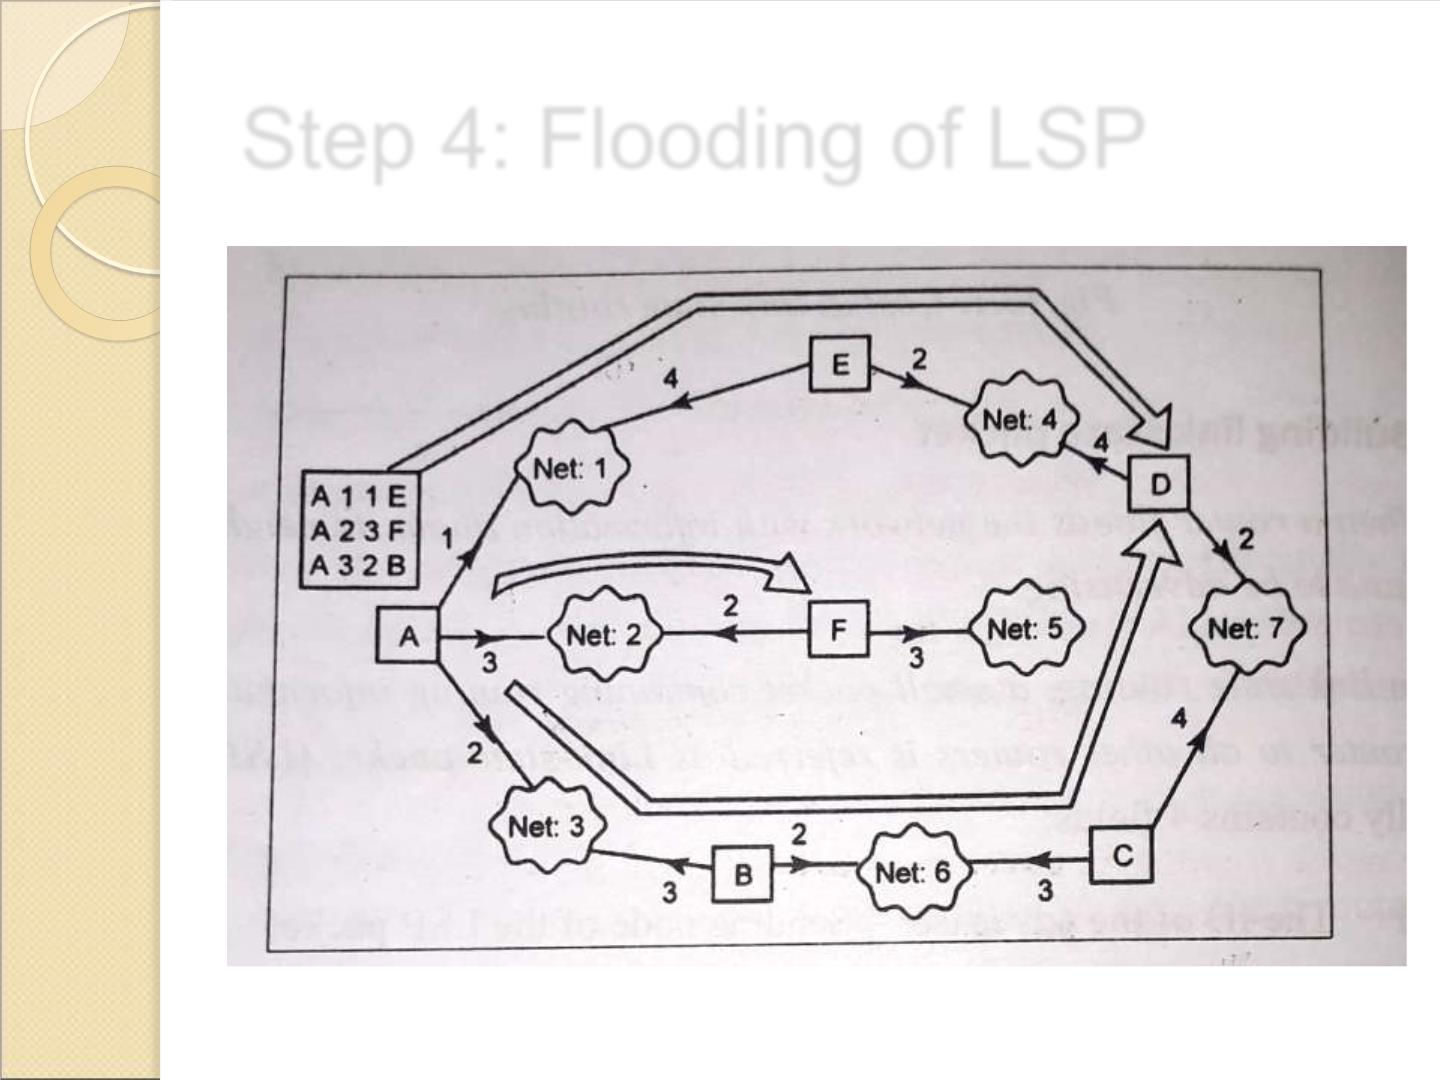 Step 4: Flooding of LSP
E
2
4
Net: 4
4
Net: 1
D
A 1 1 E
A 2 3 F
A 3 2 B
1
2
A
3
Net: 2
2
F
3
Net: 5
Net: 7
2
4
Net: 3
3
B
2
Net: 6
3
C